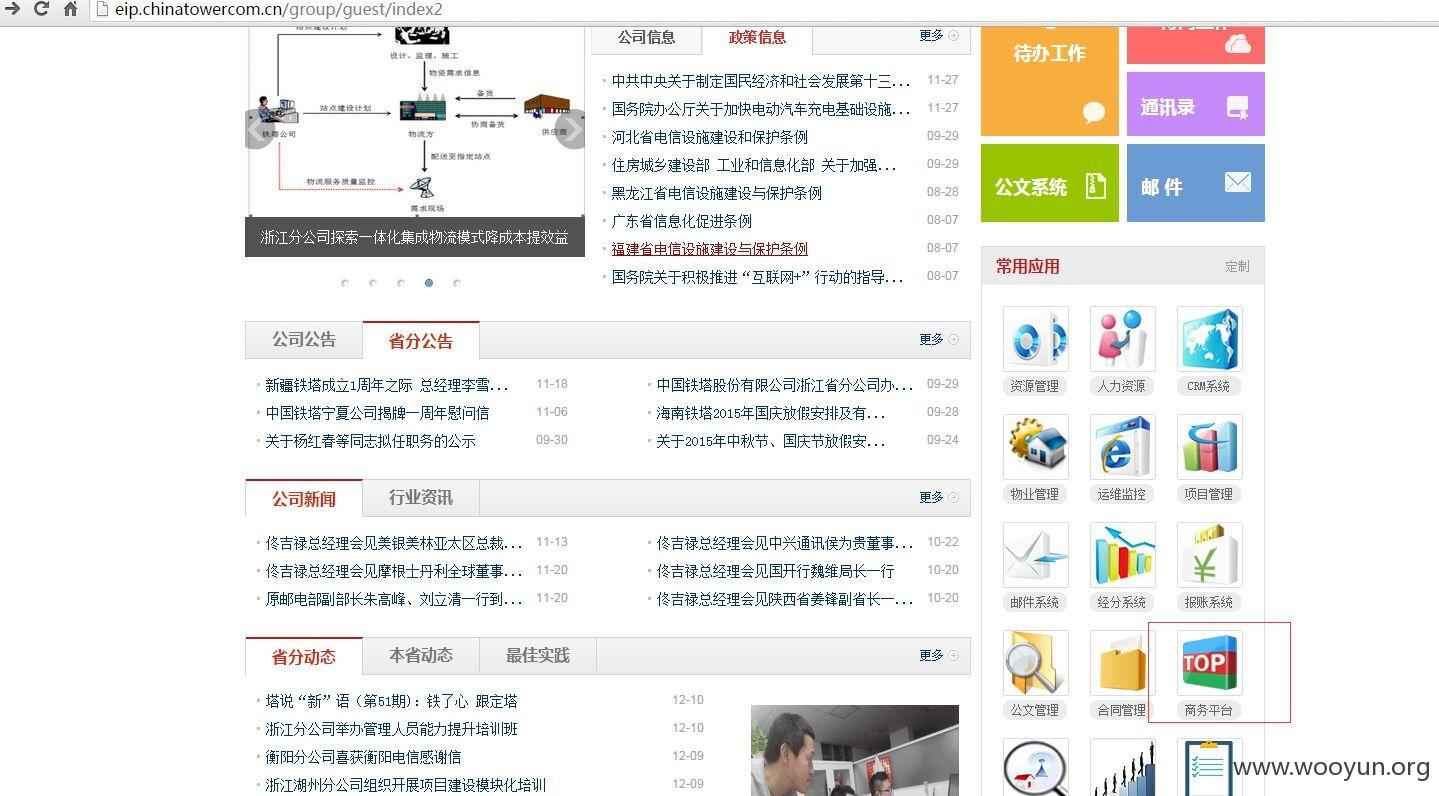 eip.chinatowercom.cn/group/guest/index2
设计、监理、施工
物资需求信息
站点建设计划
备货
协商备货
铁塔公司
物流方
供应商
配送至指定站点
物流服务质量监控
需求现场
浙江分公司探索一体化集成物流模式降成本提效益
公司信息
政策信息
更多
中共中央关于制定国民经济和社会发展第十三... 11-27
国务院办公厅关于加快电动汽车充电基础设施... 11-27
河北省电信设施建设和保护条例 09-29
住房城乡建设部 工业和信息化部 关于加强... 09-29
黑龙江省电信设施建设与保护条例 08-28
广东省信息化促进条例 08-07
福建省电信设施建设与保护条例 08-07
国务院关于积极推进“互联网+”行动的指导... 08-07
待办工作
通讯录
公文系统
邮 件
公司公告
省分公告
更多
新疆铁塔成立1周年之际 总经理李雪... 11-18
中国铁塔股份有限公司浙江省分公司办... 09-29
中国铁塔宁夏公司揭牌一周年慰问信 11-06
海南铁塔2015年国庆放假安排及有... 09-28
关于杨红春等同志拟任职务的公示 09-30
关于2015年中秋节、国庆节放假安... 09-24
公司新闻
行业资讯
更多
佟吉禄总经理会见美银美林亚太区总裁... 11-13
佟吉禄总经理会见中兴通讯侯为贵董事... 10-22
佟吉禄总经理会见摩根士丹利全球董事... 11-20
佟吉禄总经理会见国开行魏维局长一行 10-20
原邮电部副部长朱高峰、刘立清一行到... 11-20
佟吉禄总经理会见陕西省姜锋副省长一... 10-20
省分动态
本省动态
最佳实践
更多
塔说“新”语（第51期）：铁了心 跟定塔 12-10
浙江分公司举办管理人员能力提升培训班 12-10
衡阳分公司喜获衡阳电信感谢信 12-09
浙江湖州分公司组织开展项目建设模块化培训 12-09
常用应用
定制
资源管理
人力资源
CRM系统
物业管理
运维监控
项目管理
邮件系统
经分系统
报账系统
TOP
公文管理
合同管理
商务平台
www.wooyun.org